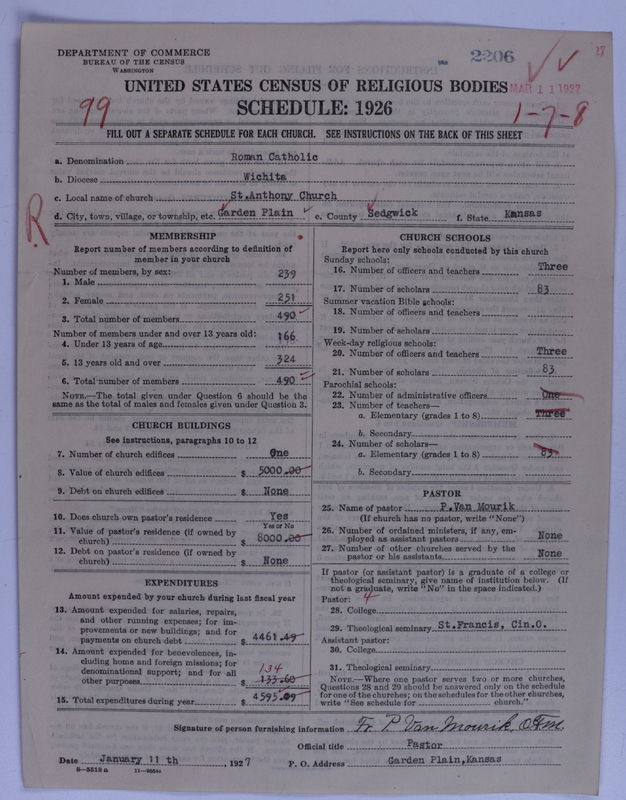 DEPARTMENT OF COMMERCE
BUREAU OF THE CENSUS
WASHINGTON
2206
17
MAR 11 1927
UNITED STATES CENSUS OF RELIGIOUS BODIES
SCHEDULE: 1926
99
1-7-8
FILL OUT A SEPARATE SCHEDULE FOR EACH CHURCH. SEE INSTRUCTIONS ON THE BACK OF THIS SHEET
a. Denomination Roman Catholic
b. Diocese Wichita
c. Local name of church St.Anthony Church
d. City, town, village, or township, etc. Garden Plain e. County Sedgwick f. State Kansas
R
MEMBERSHIP
Report number of members according to definition of
member in your church
Number of members, by sex:
1. Male 239
2. Female 251
3. Total number of members 490
Number of members under and over 13 years old:
4. Under 13 years of age 166
5. 13 years old and over 324
6. Total number of members 490
NOTE.—The total given under Question 6 should be the
same as the total of males and females given under Question 3.
CHURCH BUILDINGS
See instructions, paragraphs 10 to 12
7. Number of church edifices One
8. Value of church edifices $ 5000.00
9. Debt on church edifices $ None
10. Does church own pastor's residence Yes
Yes or No
11. Value of pastor's residence (if owned by
church) $ 8000.00
12. Debt on pastor's residence (if owned by
church) $ None
EXPENDITURES
Amount expended by your church during last fiscal year
13. Amount expended for salaries, repairs,
and other running expenses; for im-
provements or new buildings; and for
payments on church debt $ 4461.49
14. Amount expended for benevolences, in-
cluding home and foreign missions; for
denominational support; and for all
other purposes $ 133.60
134
15. Total expenditures during year $ 4595.09
CHURCH SCHOOLS
Report here only schools conducted by this church
Sunday schools:
16. Number of officers and teachers Three
17. Number of scholars 83
Summer vacation Bible schools:
18. Number of officers and teachers
19. Number of scholars
Week-day religious schools:
20. Number of officers and teachers Three
21. Number of scholars 83
Parochial schools:
22. Number of administrative officers One
23. Number of teachers—
a. Elementary (grades 1 to 8) Three
b. Secondary
24. Number of scholars—
a. Elementary (grades 1 to 8) 83
b. Secondary
PASTOR
25. Name of pastor P.Van Mourik
(If church has no pastor, write "None")
26. Number of ordained ministers, if any, em-
ployed as assistant pastors None
27. Number of other churches served by the
pastor or his assistants None
If pastor (or assistant pastor) is a graduate of a college or
theological seminary, give name of institution below. (If
not a graduate, write "No" in the space indicated.)
Pastor: 4
28. College
29. Theological seminary St.Francis, Cin.O.
Assistant pastor:
30. College
31. Theological seminary
NOTE.—Where one pastor serves two or more churches,
Questions 28 and 29 should be answered only on the schedule
for one of the churches; on the schedules for the other churches,
write "See schedule for church."
Signature of person furnishing information Fr. P. Van Mourik, O.F.M.
Official title Pastor
Date January 11 th, 1927 P. O. Address Garden Plain,Kansas
8—5518 a